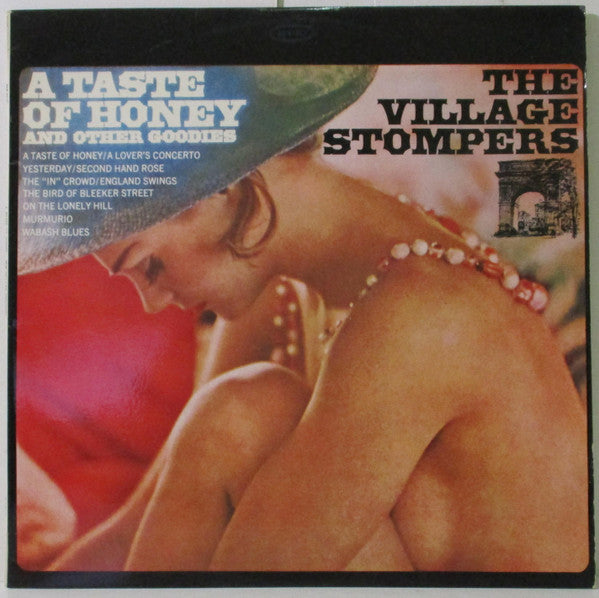 A TASTE
OF HONEY
AND OTHER GOODIES
A TASTE OF HONEY/A LOVER'S CONCERTO
YESTERDAY/SECOND HAND ROSE
THE "IN" CROWD/ENGLAND SWINGS
THE BIRD OF BLEEKER STREET
ON THE LONELY HILL
MURMURIO
WABASH BLUES
THE
VILLAGE
STOMPERS